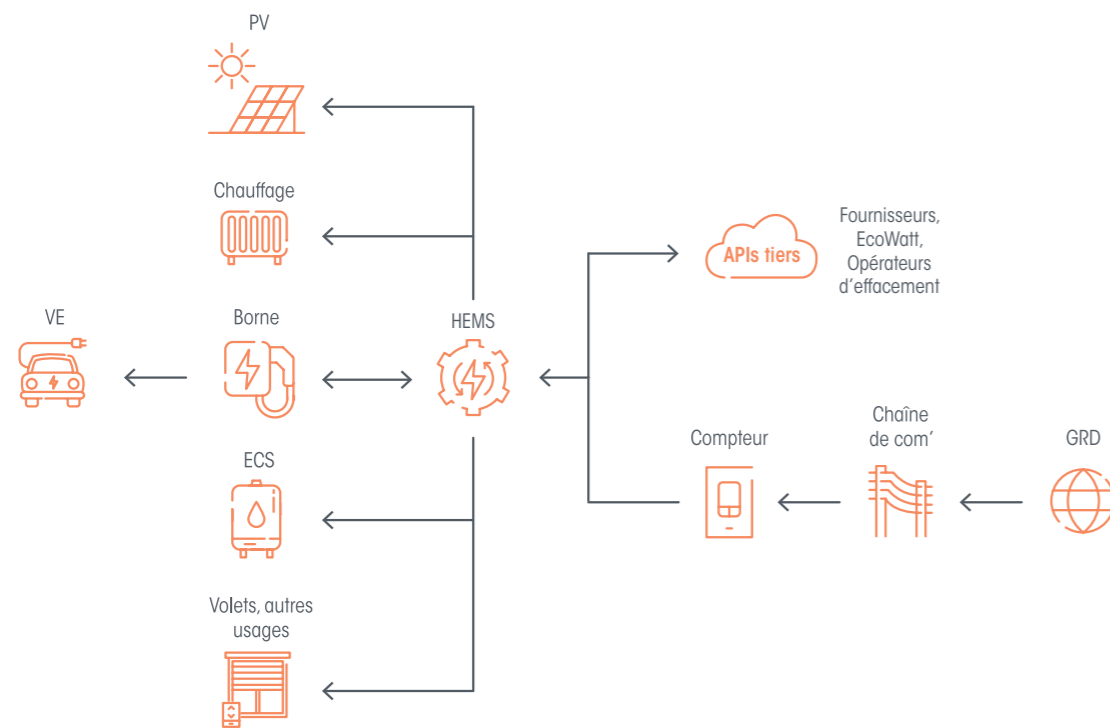 PV
Chauffage
VE
Borne
HEMS
ECS
Volets, autres
usages
APIs tiers
Fournisseurs,
EcoWatt,
Opérateurs
d'effacement
Compteur
Chaîne
de com'
GRD